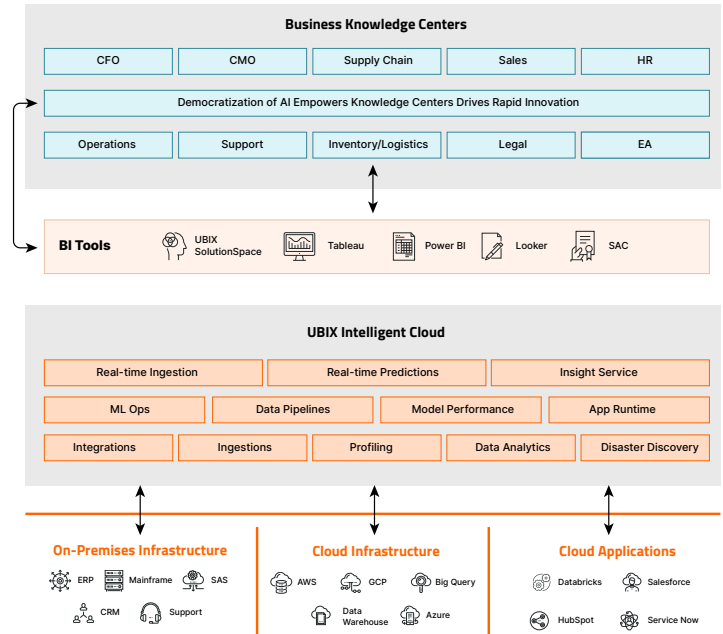 Business Knowledge Centers
CFO
CMO
Supply Chain
Sales
HR
Democratization of AI Empowers Knowledge Centers Drives Rapid Innovation
Operations
Support
Inventory/Logistics
Legal
EA
BI Tools
UBIX
SolutionSpace
Tableau
Power BI
Looker
SAC
UBIX Intelligent Cloud
Real-time Ingestion
Real-time Predictions
Insight Service
ML Ops
Data Pipelines
Model Performance
App Runtime
Integrations
Ingestions
Profiling
Data Analytics
Disaster Discovery
On-Premises Infrastructure
ERP
Mainframe
SAS
CRM
Support
Cloud Infrastructure
AWS
GCP
Big Query
Data
Warehouse
Azure
Cloud Applications
Databricks
Salesforce
HubSpot
Service Now